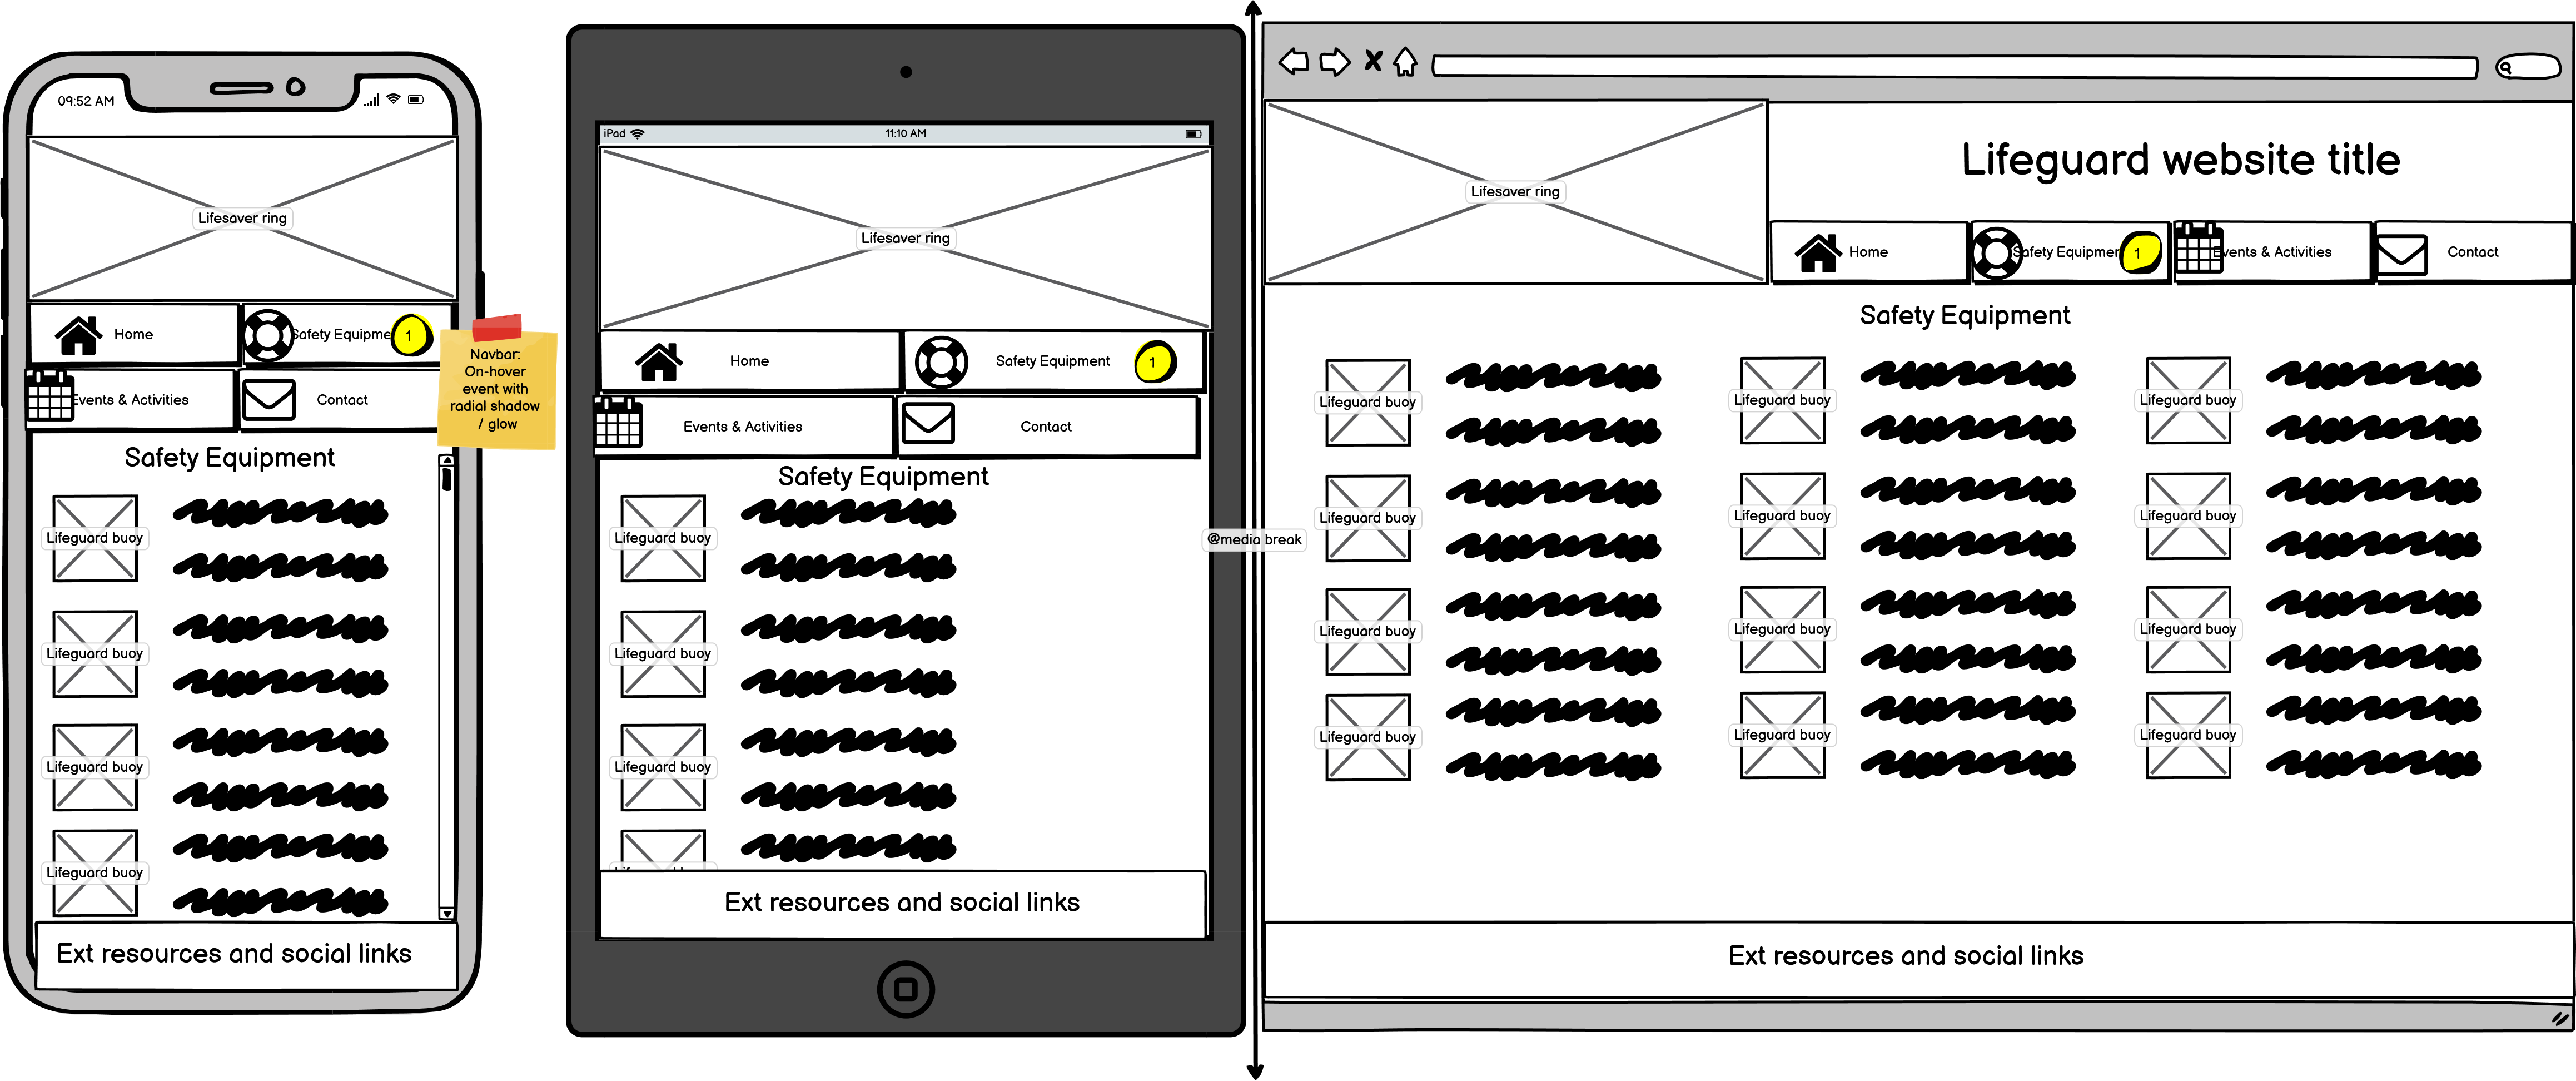 09:52 AM
Lifesaver ring
Home
Safety Equipme
1
Events & Activities
Contact
Navbar:
On-hover
event with
radial shadow
/ glow
Safety Equipment
Lifeguard buoy
Lifeguard buoy
Lifeguard buoy
Lifeguard buoy
Ext resources and social links
iPad
11:10 AM
Lifesaver ring
Home
Safety Equipment
1
Events & Activities
Contact
Safety Equipment
Lifeguard buoy
Lifeguard buoy
Lifeguard buoy
Ext resources and social links
@media break
Lifesaver ring
Lifeguard website title
Home
Safety Equipmen
1
Events & Activities
Contact
Safety Equipment
Lifeguard buoy
Lifeguard buoy
Lifeguard buoy
Lifeguard buoy
Lifeguard buoy
Lifeguard buoy
Lifeguard buoy
Lifeguard buoy
Lifeguard buoy
Lifeguard buoy
Lifeguard buoy
Lifeguard buoy
Ext resources and social links